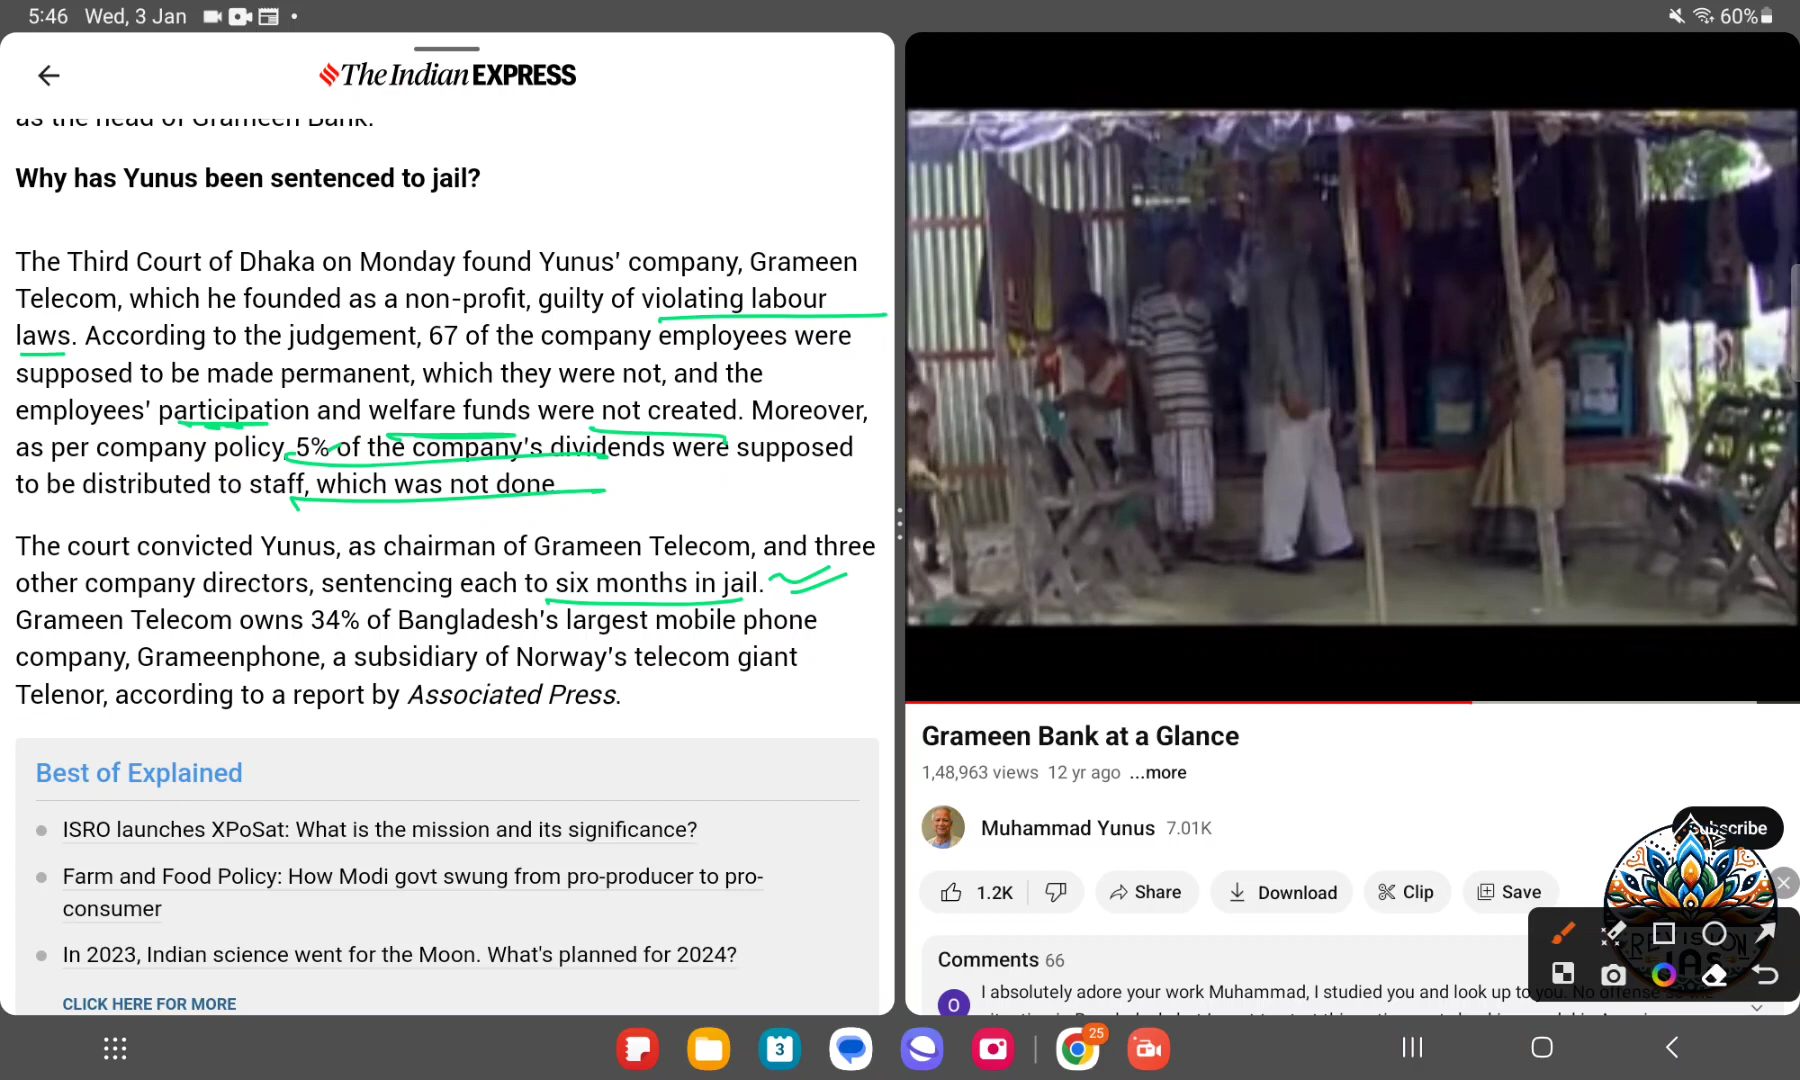 5:46 Wed, 3 Jan
60%
The Indian EXPRESS
as the head of Grameen Bank.
Why has Yunus been sentenced to jail?
The Third Court of Dhaka on Monday found Yunus' company, Grameen
Telecom, which he founded as a non-profit, guilty of violating labour
laws. According to the judgement, 67 of the company employees were
supposed to be made permanent, which they were not, and the
employees' participation and welfare funds were not created. Moreover,
as per company policy, 5% of the company's dividends were supposed
to be distributed to staff, which was not done
The court convicted Yunus, as chairman of Grameen Telecom, and three
other company directors, sentencing each to six months in jail.
Grameen Telecom owns 34% of Bangladesh's largest mobile phone
company, Grameenphone, a subsidiary of Norway's telecom giant
Telenor, according to a report by Associated Press.
Best of Explained
ISRO launches XPoSat: What is the mission and its significance?
Farm and Food Policy: How Modi govt swung from pro-producer to pro-
consumer
In 2023, Indian science went for the Moon. What's planned for 2024?
CLICK HERE FOR MORE
Grameen Bank at a Glance
1,48,963 views 12 yr ago ...more
Muhammad Yunus 7.01K
Subscribe
1.2K
Share
Download
Clip
Save
REVISION
IAS
Comments 66
O
I absolutely adore your work Muhammad, I studied you and look up to you. No offense
3
25